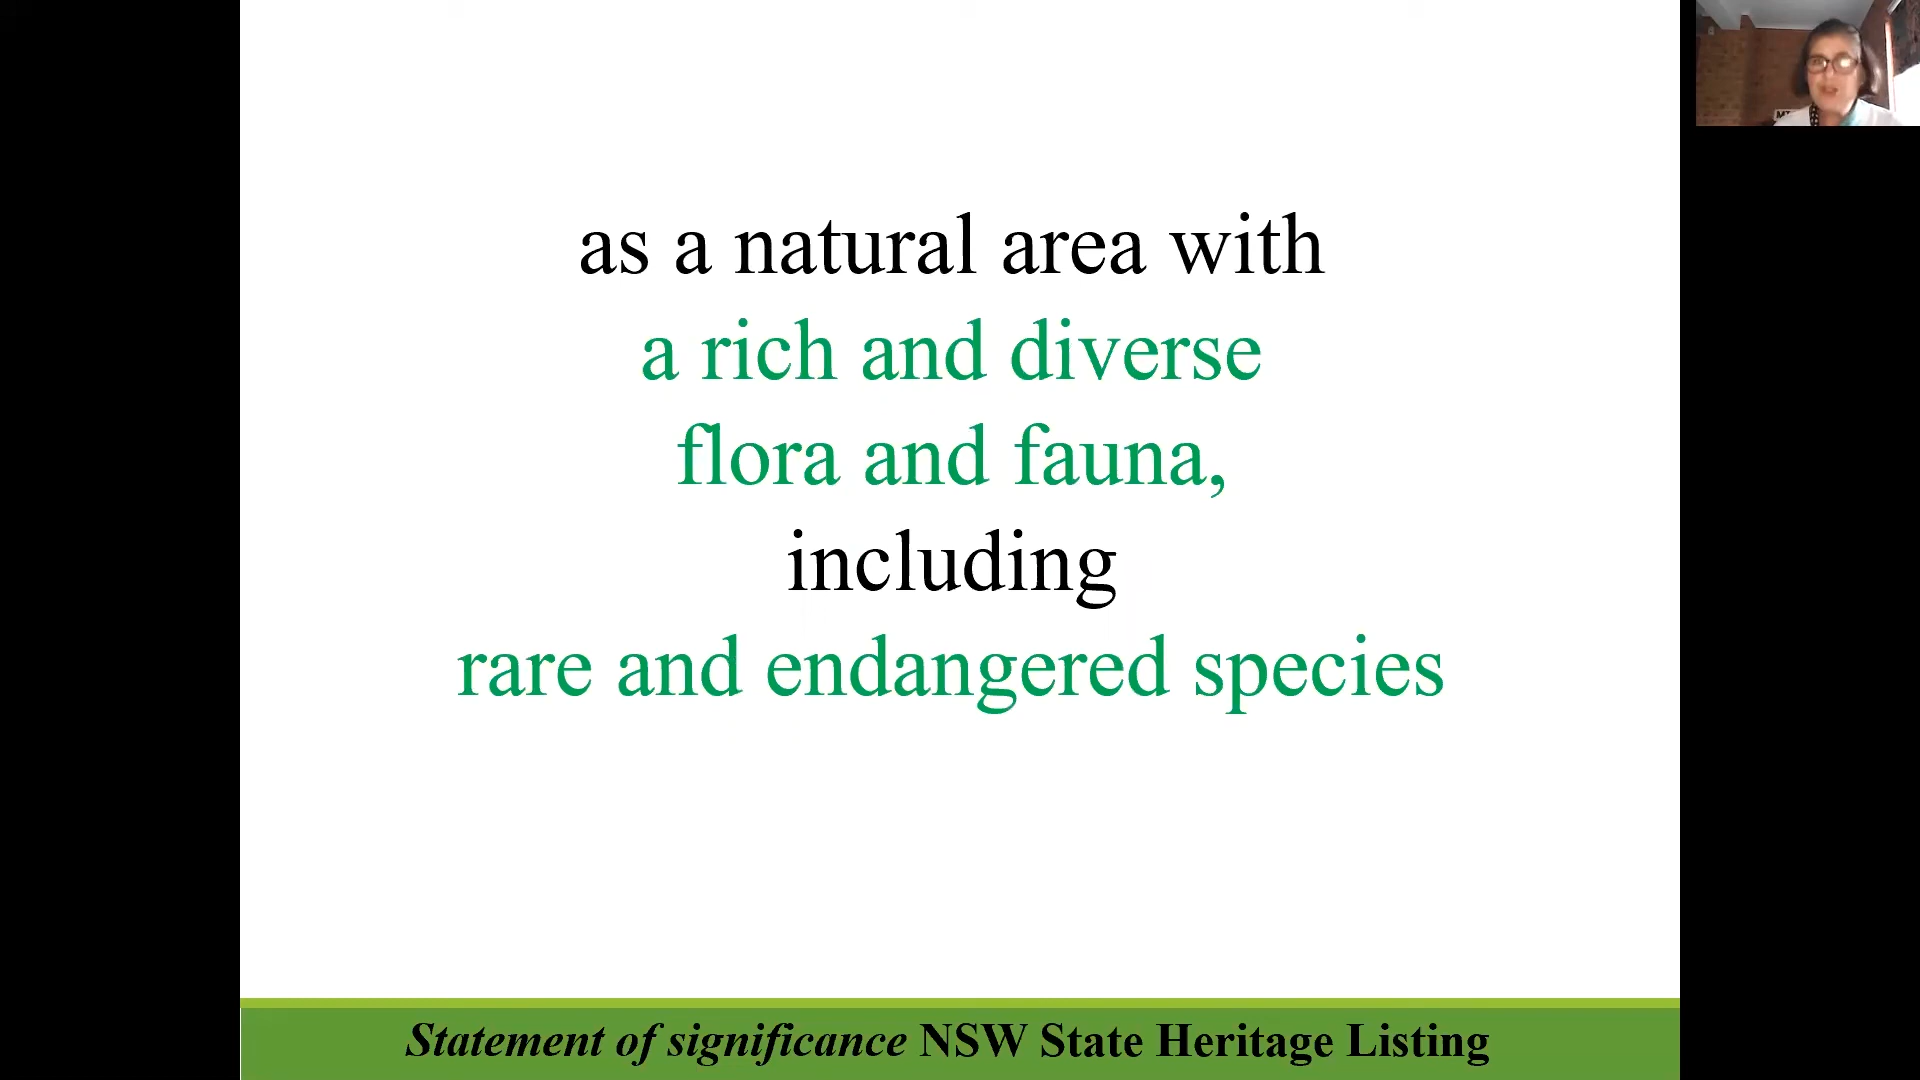 as a natural area with
a rich and diverse
flora and fauna,
including
rare and endangered species
Statement of significance NSW State Heritage Listing